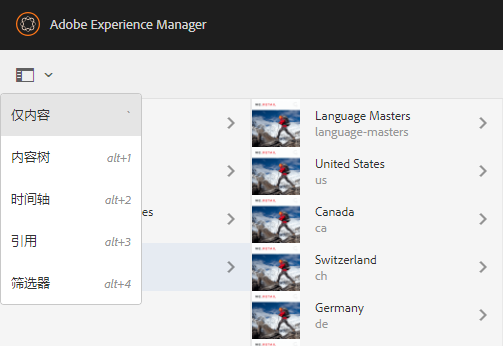 Adobe Experience Manager
仅内容 `
内容树 alt+1
时间轴 alt+2
es
引用 alt+3
筛选器 alt+4
Language Masters
language-masters
United States
us
Canada
ca
Switzerland
ch
Germany
de